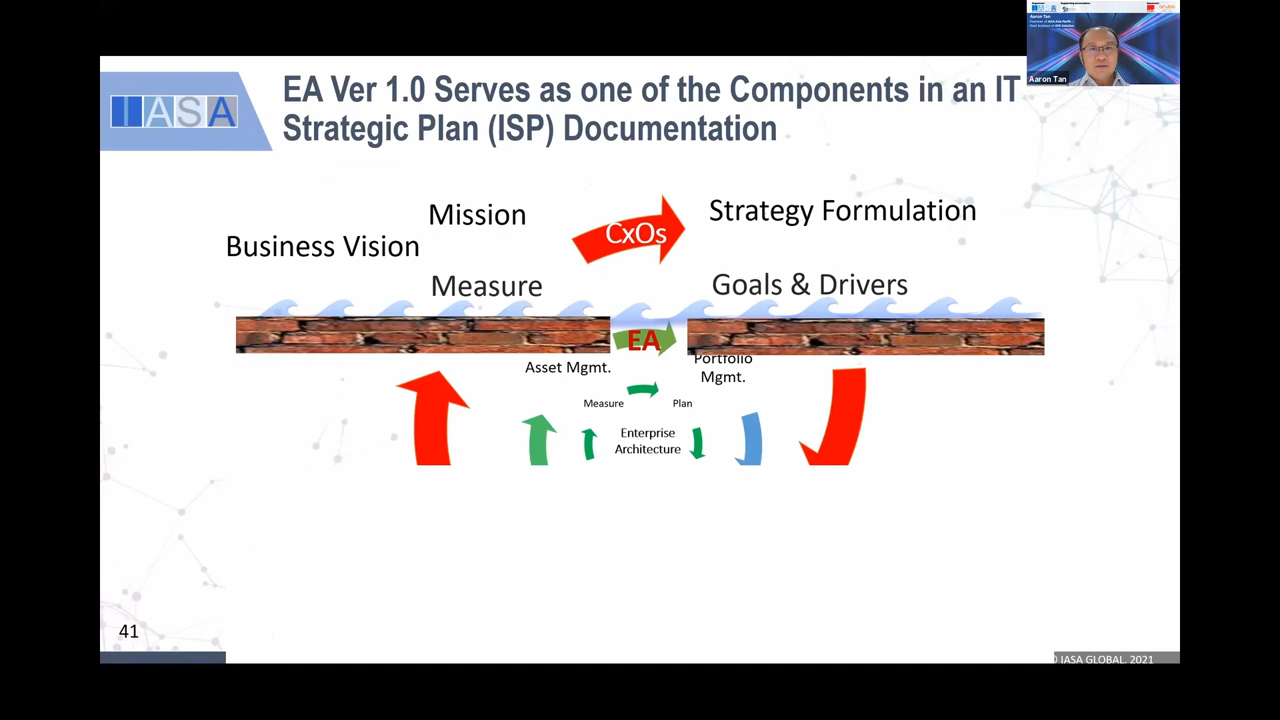 IASA
EA Ver 1.0 Serves as one of the Components in an IT
Strategic Plan (ISP) Documentation
Aaron Tan
Aaron Tan
Mission
Business Vision
Measure
CxOs
Strategy Formulation
Goals & Drivers
EA
Asset Mgmt.
Portfolio
Mgmt.
Measure
Plan
Enterprise
Architecture
41
© IASA GLOBAL, 2021